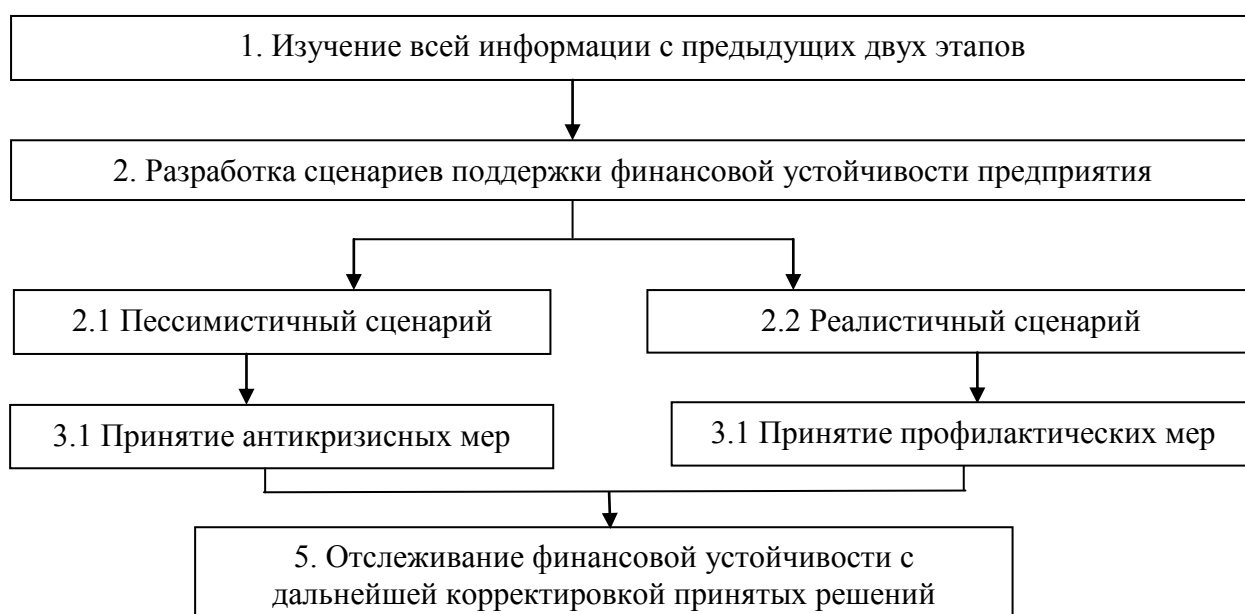 1. Изучение всей информации с предыдущих двух этапов
2. Разработка сценариев поддержки финансовой устойчивости предприятия
2.1 Пессимистичный сценарий
2.2 Реалистичный сценарий
3.1 Принятие антикризисных мер
3.1 Принятие профилактических мер
5. Отслеживание финансовой устойчивости с
дальнейшей корректировкой принятых решений